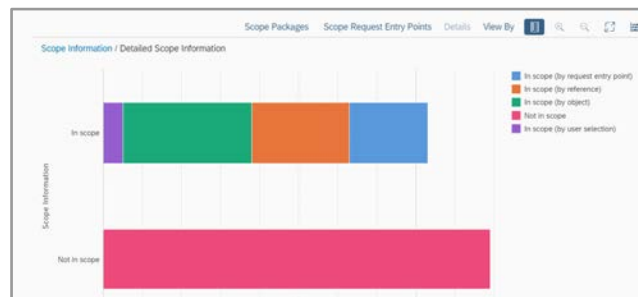 Scope Packages Scope Request Entry Points Details View By
Scope Information / Detailed Scope Information
In scope (by request entry point)
In scope (by reference)
In scope (by object)
Not in scope
In scope (by user selection)
In scope
Scope Information
Not in scope